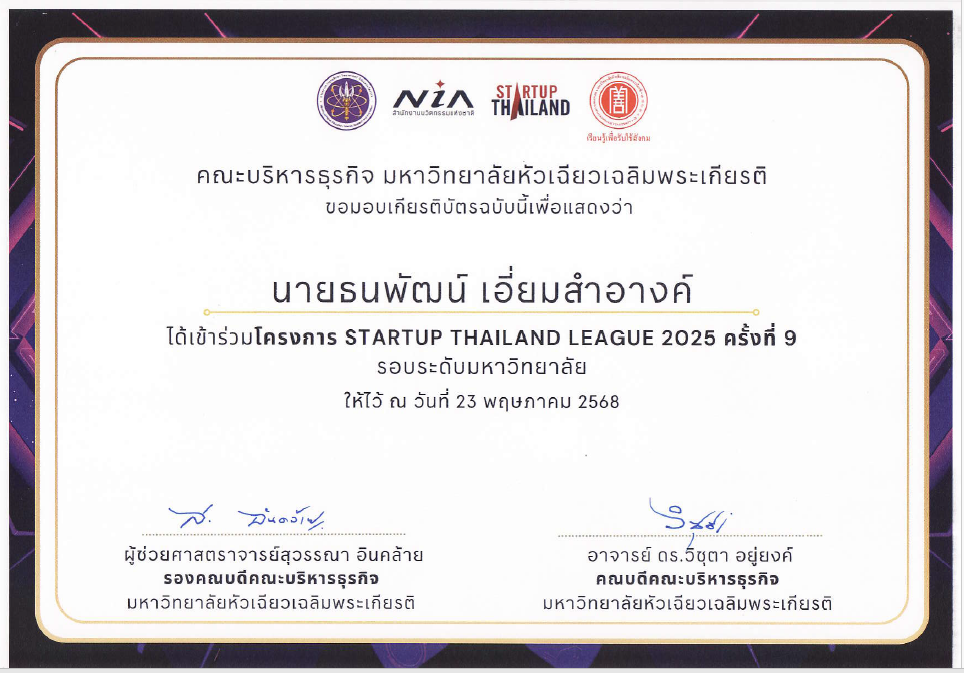 NIA
สำนักงานนวัตกรรมแห่งชาติ
STARTUP
THAILAND
เรียนรู้เพื่อรับใช้สังคม
คณะบริหารธุรกิจ มหาวิทยาลัยหัวเฉียวเฉลิมพระเกียรติ
ขอมอบเกียรติบัตรฉบับนี้เพื่อแสดงว่า
นายธนพัฒน์ เอี่ยมสำอางค์
ได้เข้าร่วมโครงการ STARTUP THAILAND LEAGUE 2025 ครั้งที่ 9
รอบระดับมหาวิทยาลัย
ให้ไว้ ณ วันที่ 23 พฤษภาคม 2568
ผู้ช่วยศาสตราจารย์สุวรรณา อินคล้าย
รองคณบดีคณะบริหารธุรกิจ
มหาวิทยาลัยหัวเฉียวเฉลิมพระเกียรติ
อาจารย์ ดร.วิชุตา อยู่ยงค์
คณบดีคณะบริหารธุรกิจ
มหาวิทยาลัยหัวเฉียวเฉลิมพระเกียรติ